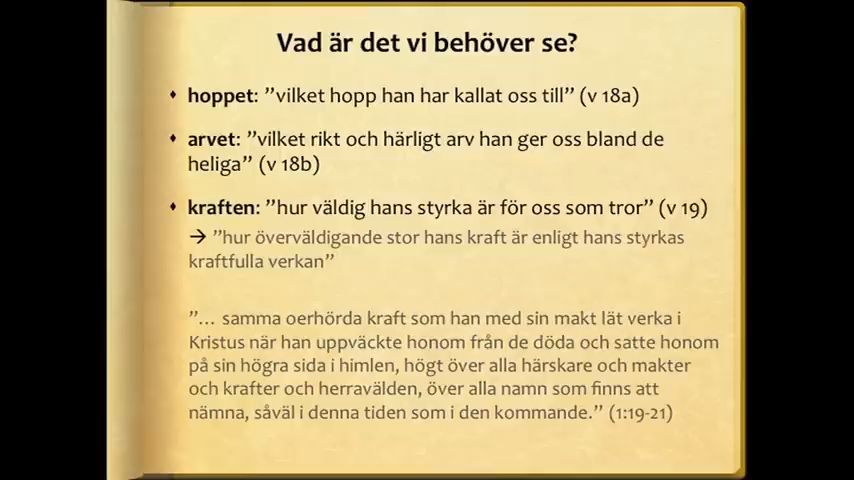 Vad är det vi behöver se?
♦ hoppet: ”vilket hopp han har kallat oss till” (v 18a)
♦ arvet: ”vilket rikt och härligt arv han ger oss bland de
heliga” (v 18b)
♦ kraften: ”hur väldig hans styrka är för oss som tror” (v 19)
→ ”hur överväldigande stor hans kraft är enligt hans styrkas
kraftfulla verkan”
”… samma oerhörda kraft som han med sin makt lät verka i
Kristus när han uppväckte honom från de döda och satte honom
på sin högra sida i himlen, högt över alla härskare och makter
och krafter och herravälden, över alla namn som finns att
nämna, såväl i denna tiden som i den kommande.” (1:19-21)